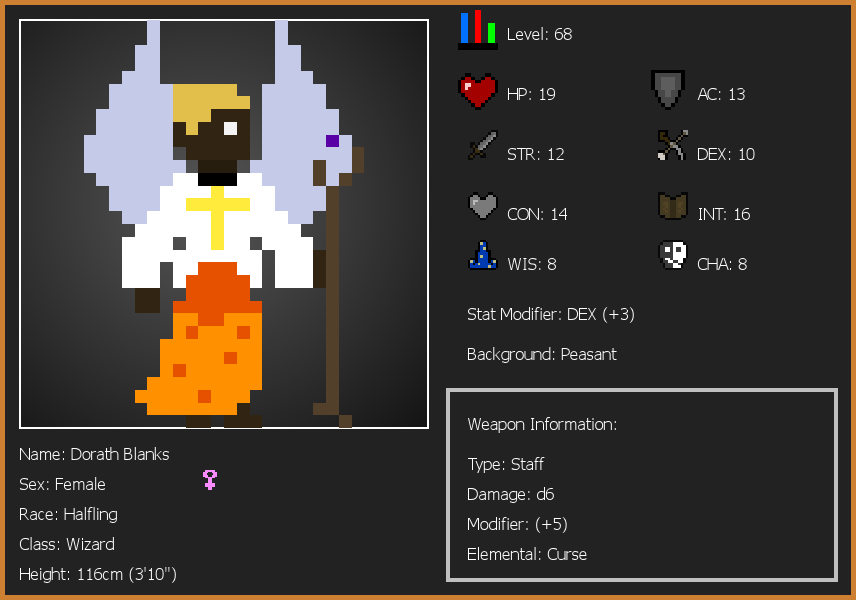 Level: 68
HP: 19
AC: 13
STR: 12
DEX: 10
CON: 14
INT: 16
WIS: 8
CHA: 8
Stat Modifier: DEX (+3)
Background: Peasant
Weapon Information:
Type: Staff
Damage: d6
Modifier: (+5)
Elemental: Curse
Name: Dorath Blanks
Sex: Female
Race: Halfling
Class: Wizard
Height: 116cm (3'10")